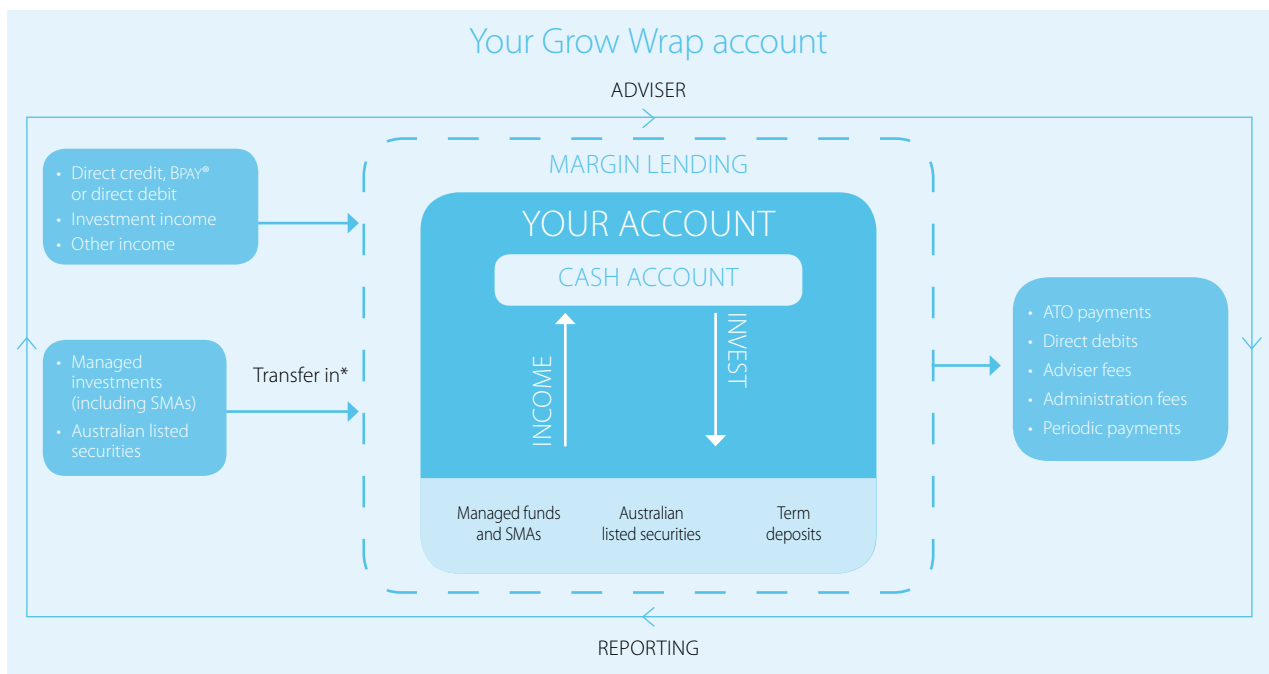 Your Grow Wrap account
ADVISER
• Direct credit, BPAY®
or direct debit
• Investment income
• Other income
• Managed
investments
(including SMAs)
• Australian listed
securities
Transfer in*
MARGIN LENDING
YOUR ACCOUNT
CASH ACCOUNT
INCOME
INVEST
Managed funds
and SMAs
Australian
listed securities
Term
deposits
• ATO payments
• Direct debits
• Adviser fees
• Administration fees
• Periodic payments
REPORTING